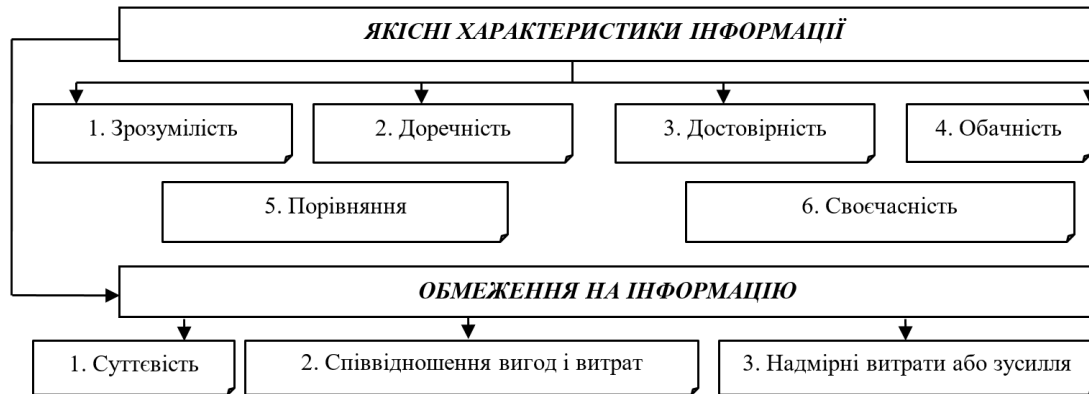 ЯКІСНІ ХАРАКТЕРИСТИКИ ІНФОРМАЦІЇ
1. Зрозумілість
2. Доречність
3. Достовірність
4. Обачність
5. Порівняння
6. Своєчасність
ОБМЕЖЕННЯ НА ІНФОРМАЦІЮ
1. Суттєвість
2. Співвідношення вигод і витрат
3. Надмірні витрати або зусилля